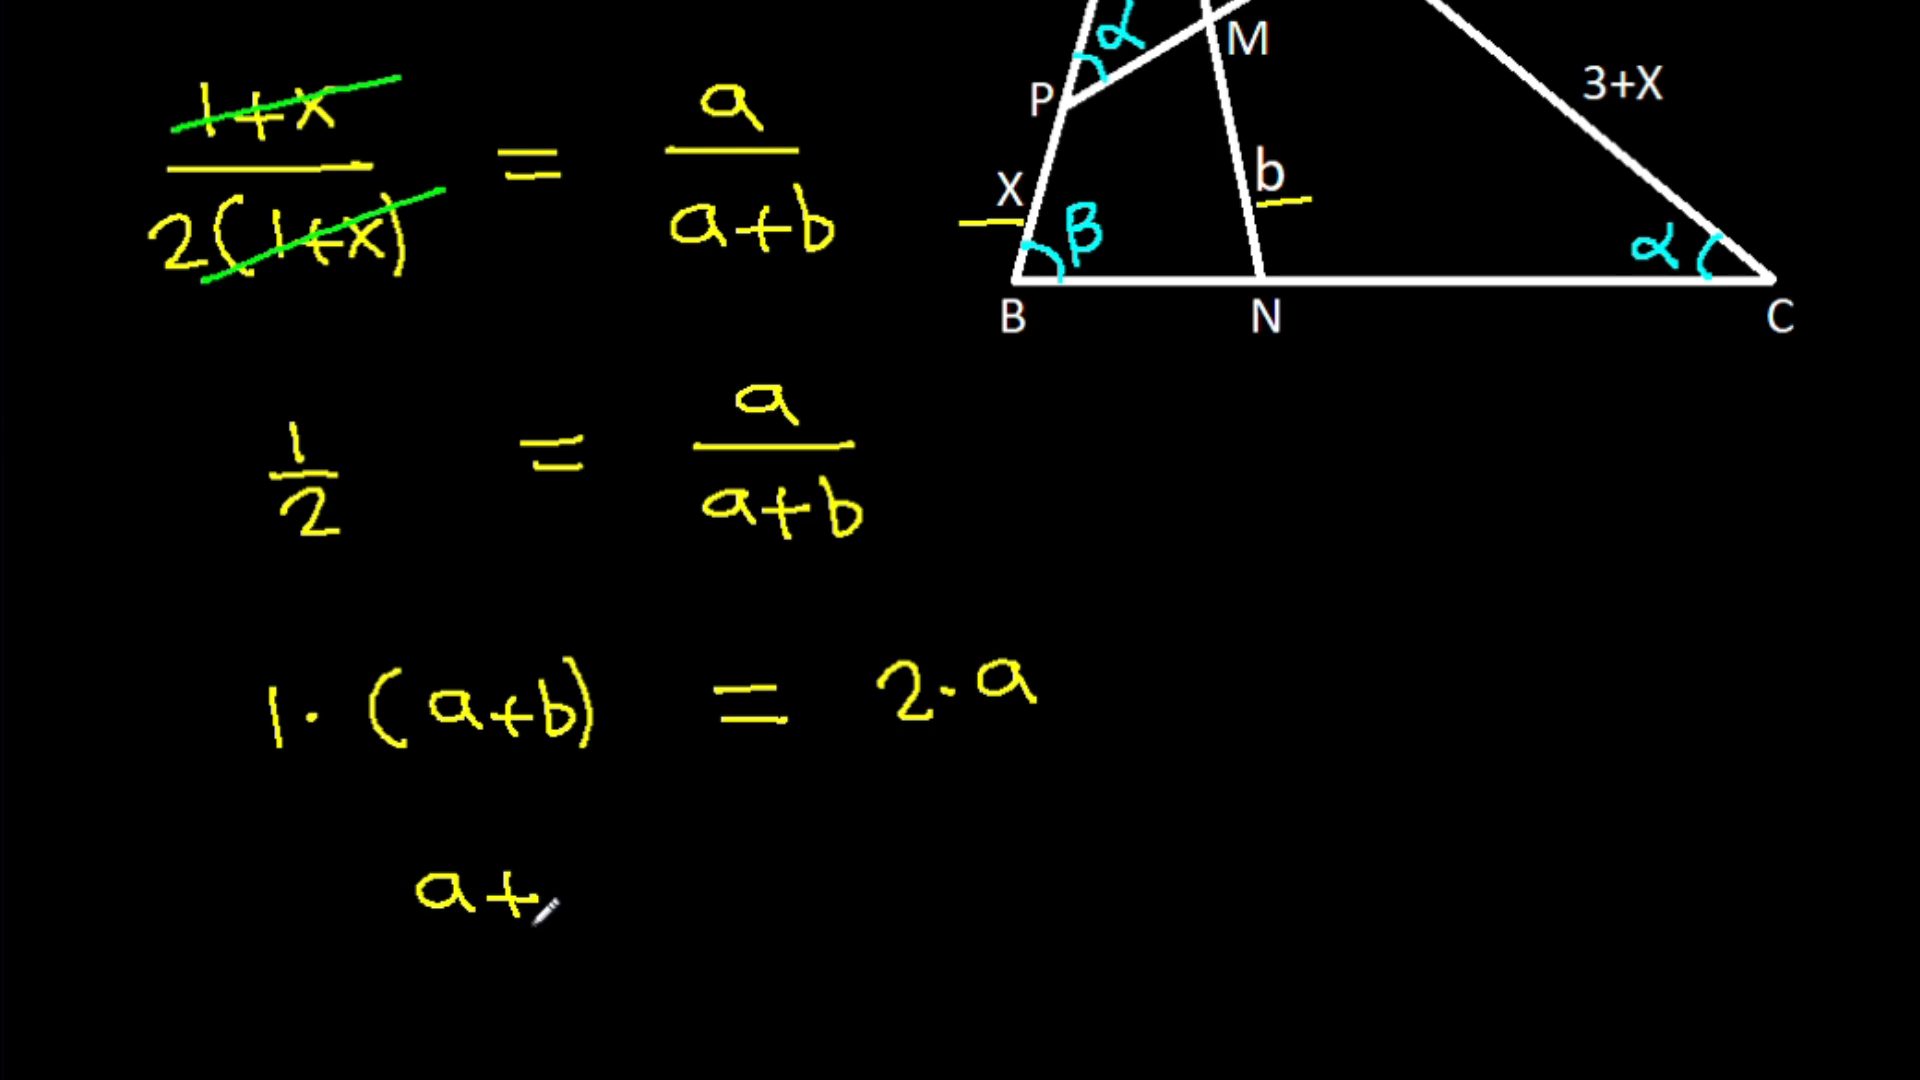 1+x
2(1+x)
=
a
a+b
α
M
P
3+X
X
b
β
α
B
N
C
1
2
=
a
a+b
1·(a+b) = 2·a
a+